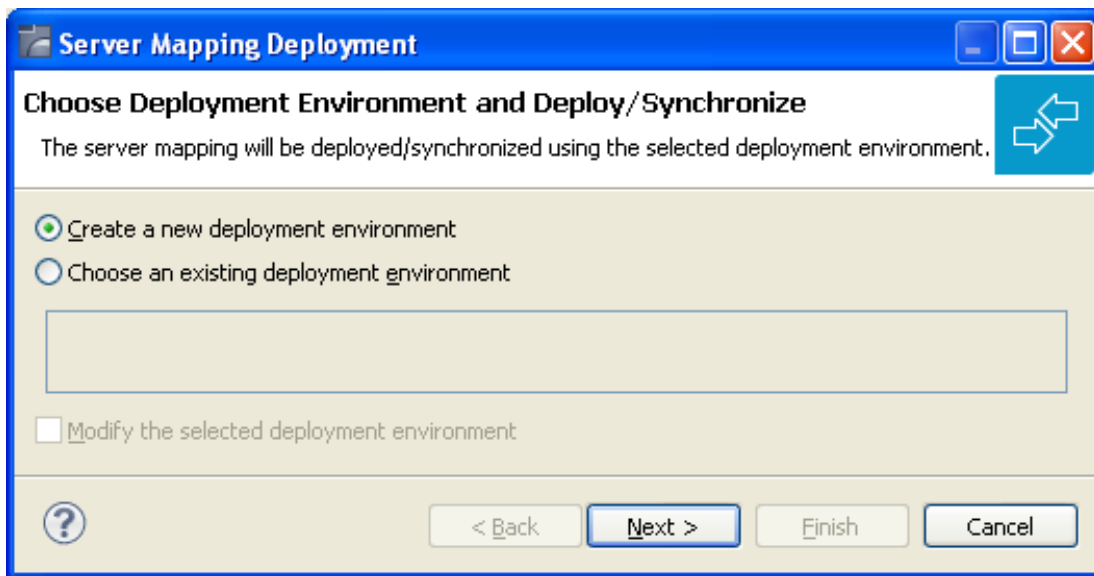 Server Mapping Deployment
Choose Deployment Environment and Deploy/Synchronize
The server mapping will be deployed/synchronized using the selected deployment environment.
Create a new deployment environment
Choose an existing deployment environment
Modify the selected deployment environment
? < Back Next > Finish Cancel